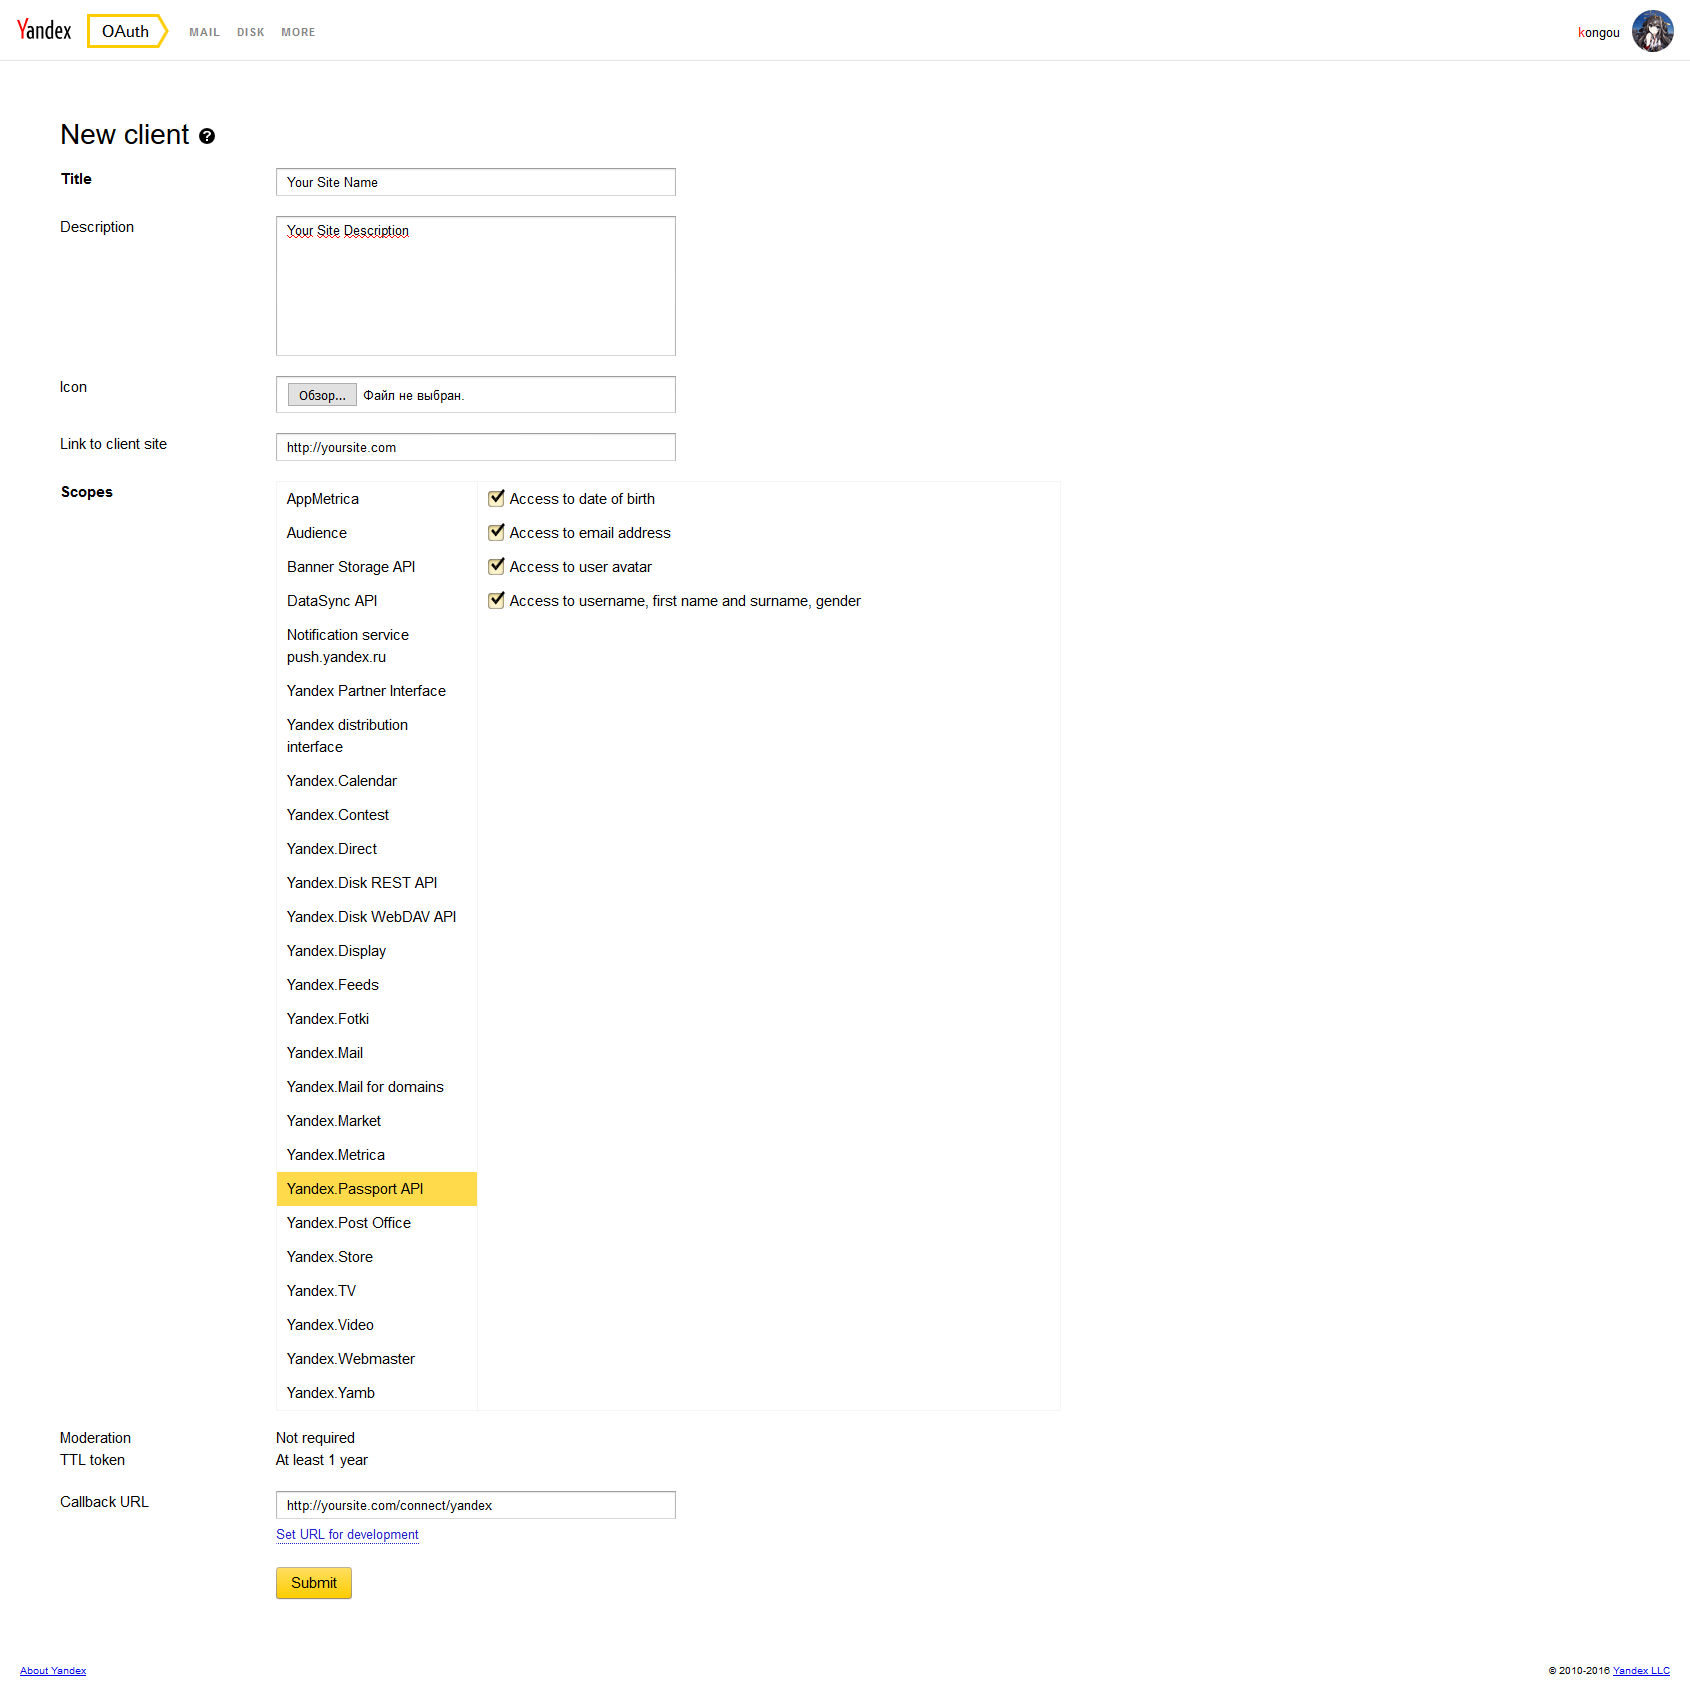 Yandex OAuth MAIL DISK MORE kongou
New client ?
Title Your Site Name
Description Your Site Description
Icon Обзор... Файл не выбран.
Link to client site http://yoursite.com
Scopes AppMetrica Access to date of birth
Audience Access to email address
Banner Storage API Access to user avatar
DataSync API Access to username, first name and surname, gender
Notification service
push.yandex.ru
Yandex Partner Interface
Yandex distribution
interface
Yandex.Calendar
Yandex.Contest
Yandex.Direct
Yandex.Disk REST API
Yandex.Disk WebDAV API
Yandex.Display
Yandex.Feeds
Yandex.Fotki
Yandex.Mail
Yandex.Mail for domains
Yandex.Market
Yandex.Metrica
Yandex.Passport API
Yandex.Post Office
Yandex.Store
Yandex.TV
Yandex.Video
Yandex.Webmaster
Yandex.Yamb
Moderation Not required
TTL token At least 1 year
Callback URL http://yoursite.com/connect/yandex
Set URL for development
Submit
About Yandex © 2010-2016 Yandex LLC